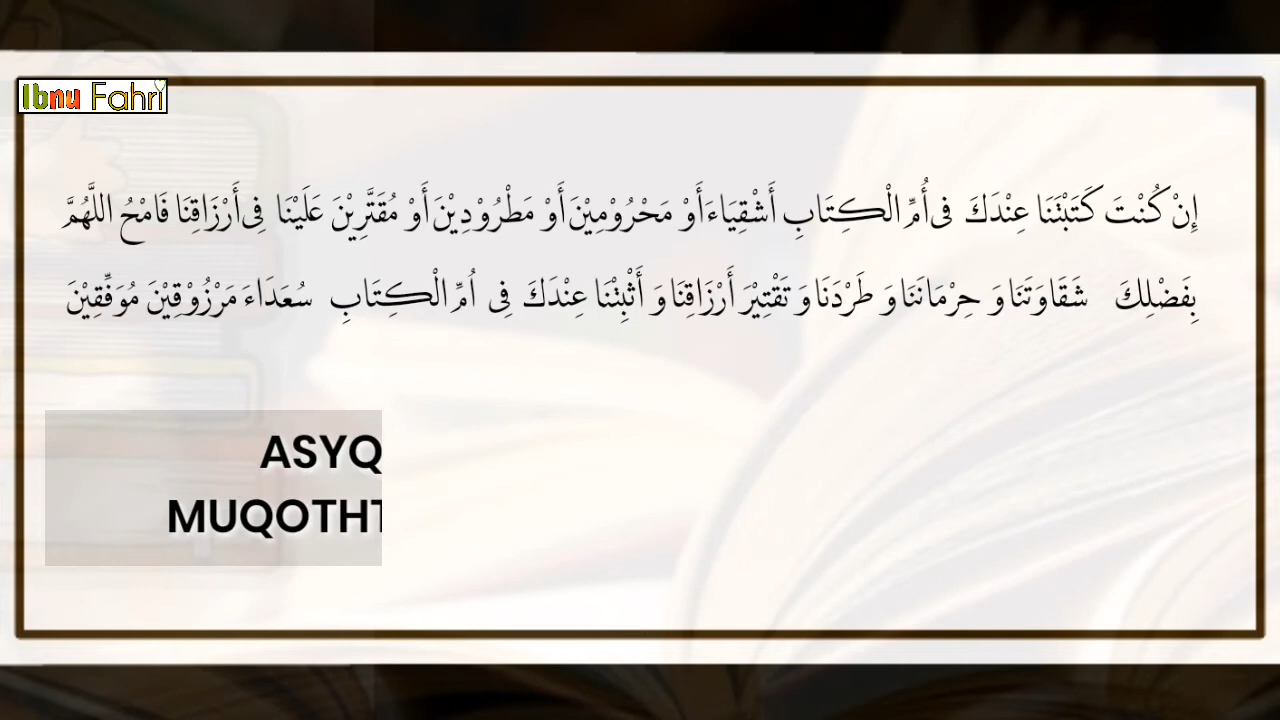 Ibnu Fahri
إِنْ كُنْتَ كَتَبْتَنَا عِنْدَكَ فِى أُمِّ الْكِتَابِ أَشْقِيَاءَ أَوْ مَحْرُوْمِيْنَ أَوْ مَطْرُوْدِيْنَ أَوْ مُقَتَّرِيْنَ عَلَيْنَا فِى أَرْزَاقِنَا فَامْحُ اللَّهُمَّ
بِفَضْلِكَ شَقَاوَتَنَا وَ حِرْمَانَنَا وَ طَرْدَنَا وَ تَقْتِيْرَ أَرْزَاقِنَا وَ أَثْبِتْنَا عِنْدَكَ فِى اُمِّ الْكِتَابِ سُعَدَاءَ مَرْزُوْقِيْنَ مُوَفِّقِيْنَ
ASYQ
MUQOTHT